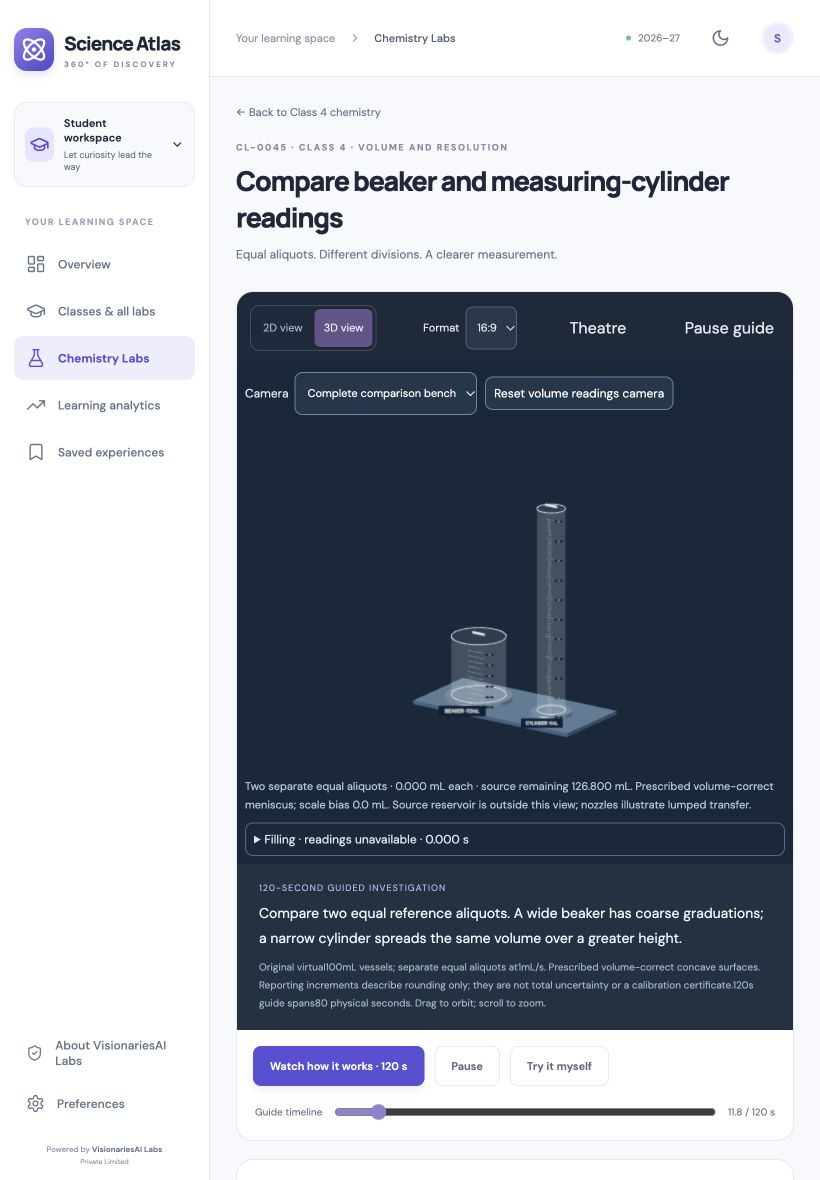 Science Atlas
360° OF DISCOVERY
Student
workspace
Let curiosity lead the
way
YOUR LEARNING SPACE
Overview
Classes & all labs
Chemistry Labs
Learning analytics
Saved experiences
About VisionariesAI
Labs
Preferences
Powered by VisionariesAI Labs
Private Limited
Your learning space
Chemistry Labs
2026–27
S
← Back to Class 4 chemistry
CL-0045 · CLASS 4 · VOLUME AND RESOLUTION
Compare beaker and measuring-cylinder
readings
Equal aliquots. Different divisions. A clearer measurement.
2D view
3D view
Format
16:9
Theatre
Pause guide
Camera
Complete comparison bench
Reset volume readings camera
BEAKER·10mL
CYLINDER·1mL
Two separate equal aliquots · 0.000 mL each · source remaining 126.800 mL. Prescribed volume-correct
meniscus; scale bias 0.0 mL. Source reservoir is outside this view; nozzles illustrate lumped transfer.
▶ Filling · readings unavailable · 0.000 s
120-SECOND GUIDED INVESTIGATION
Compare two equal reference aliquots. A wide beaker has coarse graduations;
a narrow cylinder spreads the same volume over a greater height.
Original virtual100mL vessels; separate equal aliquots at1mL/s. Prescribed volume-correct concave surfaces.
Reporting increments describe rounding only; they are not total uncertainty or a calibration certificate.120s
guide spans80 physical seconds. Drag to orbit; scroll to zoom.
Watch how it works · 120 s
Pause
Try it myself
Guide timeline
11.8 / 120 s